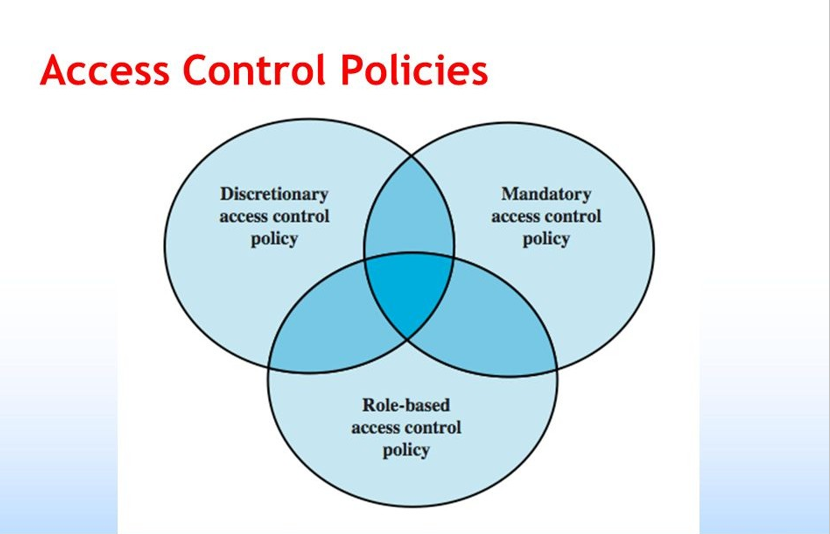 Access Control Policies
Discretionary
access control
policy
Mandatory
access control
policy
Role-based
access control
policy